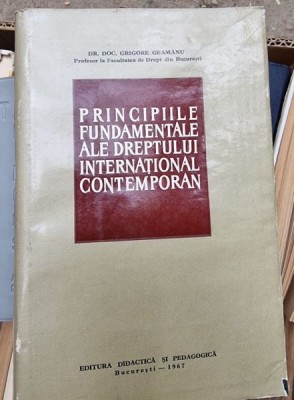 DR. DOC. GRIGORE GEAMĂNU
Profesor la Facultatea de Drept din București
PRINCIPIILE
FUNDAMENTALE
ALE DREPTULUI
INTERNAȚIONAL
CONTEMPORAN
EDITURA DIDACTICĂ ȘI PEDAGOGICĂ
București — 1967